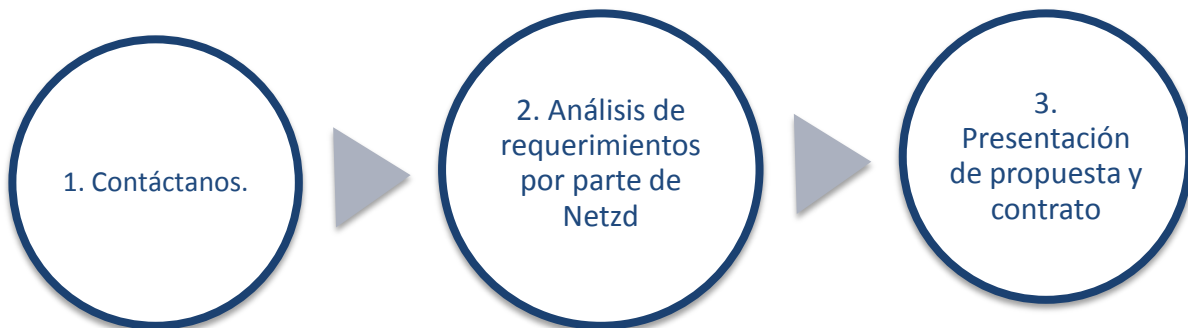 1. Contáctanos.
2. Análisis de
requerimientos
por parte de
Netzd
3.
Presentación
de propuesta y
contrato